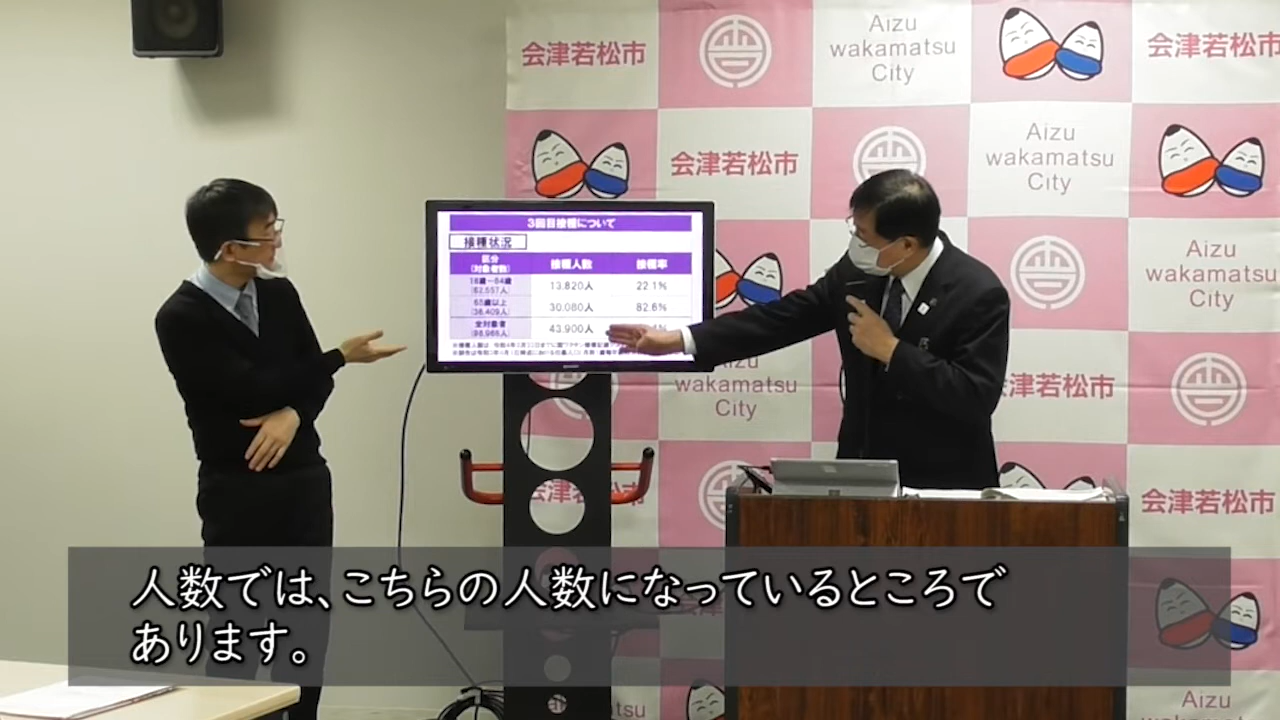 会津若松市
Aizu
wakamatsu
City
会津若松市
会津若松市
Aizu
wakamatsu
City
Aizu
wakamatsu
City
3回目接種について
接種状況
区分
(対象者数)
接種人数
接種率
13,820人
22.1%
65歳以上
30,080人
82.6%
全対象者
43,900人
wakamatsu
City
会津若松市
会津若松市
会津若松市
人数では、こちらの人数になっているところで
あります。
Aizu